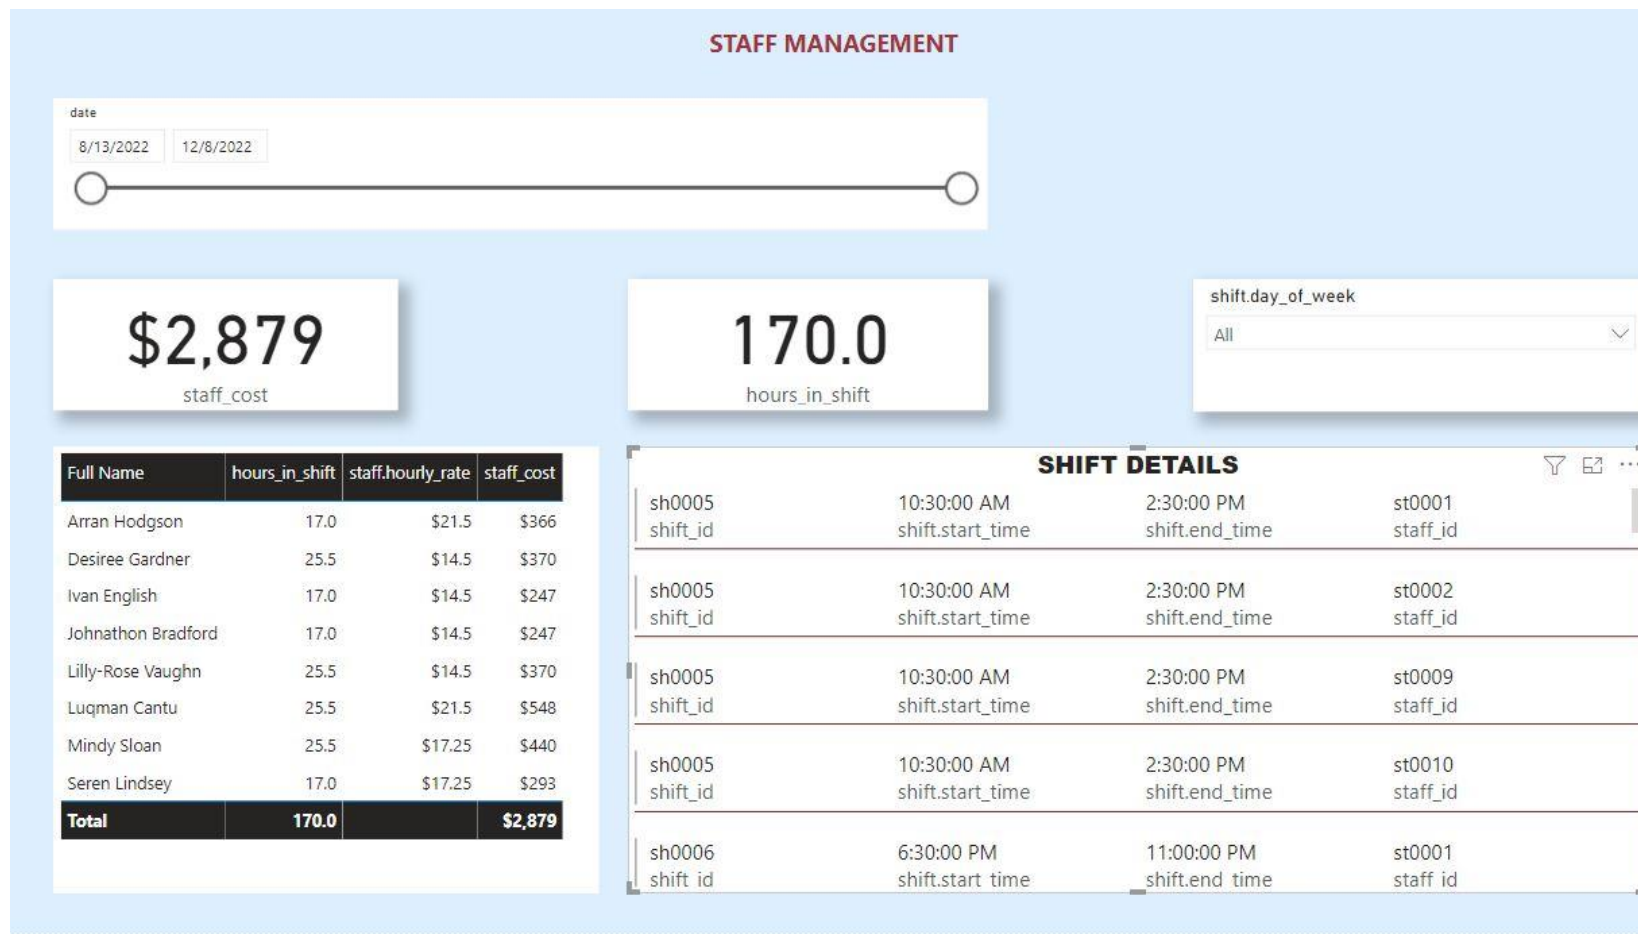 STAFF MANAGEMENT
date
8/13/2022 12/8/2022
$2,879
staff_cost
170.0
hours_in_shift
shift.day_of_week
All
Full Name hours_in_shift staff.hourly_rate staff_cost
Arran Hodgson 17.0 $21.5 $366
Desiree Gardner 25.5 $14.5 $370
Ivan English 17.0 $14.5 $247
Johnathon Bradford 17.0 $14.5 $247
Lilly-Rose Vaughn 25.5 $14.5 $370
Luqman Cantu 25.5 $21.5 $548
Mindy Sloan 25.5 $17.25 $440
Seren Lindsey 17.0 $17.25 $293
Total 170.0 $2,879
SHIFT DETAILS
sh0005 10:30:00 AM 2:30:00 PM st0001
shift_id shift.start_time shift.end_time staff_id
sh0005 10:30:00 AM 2:30:00 PM st0002
shift_id shift.start_time shift.end_time staff_id
sh0005 10:30:00 AM 2:30:00 PM st0009
shift_id shift.start_time shift.end_time staff_id
sh0005 10:30:00 AM 2:30:00 PM st0010
shift_id shift.start_time shift.end_time staff_id
sh0006 6:30:00 PM 11:00:00 PM st0001
shift_id shift.start_time shift.end_time staff_id